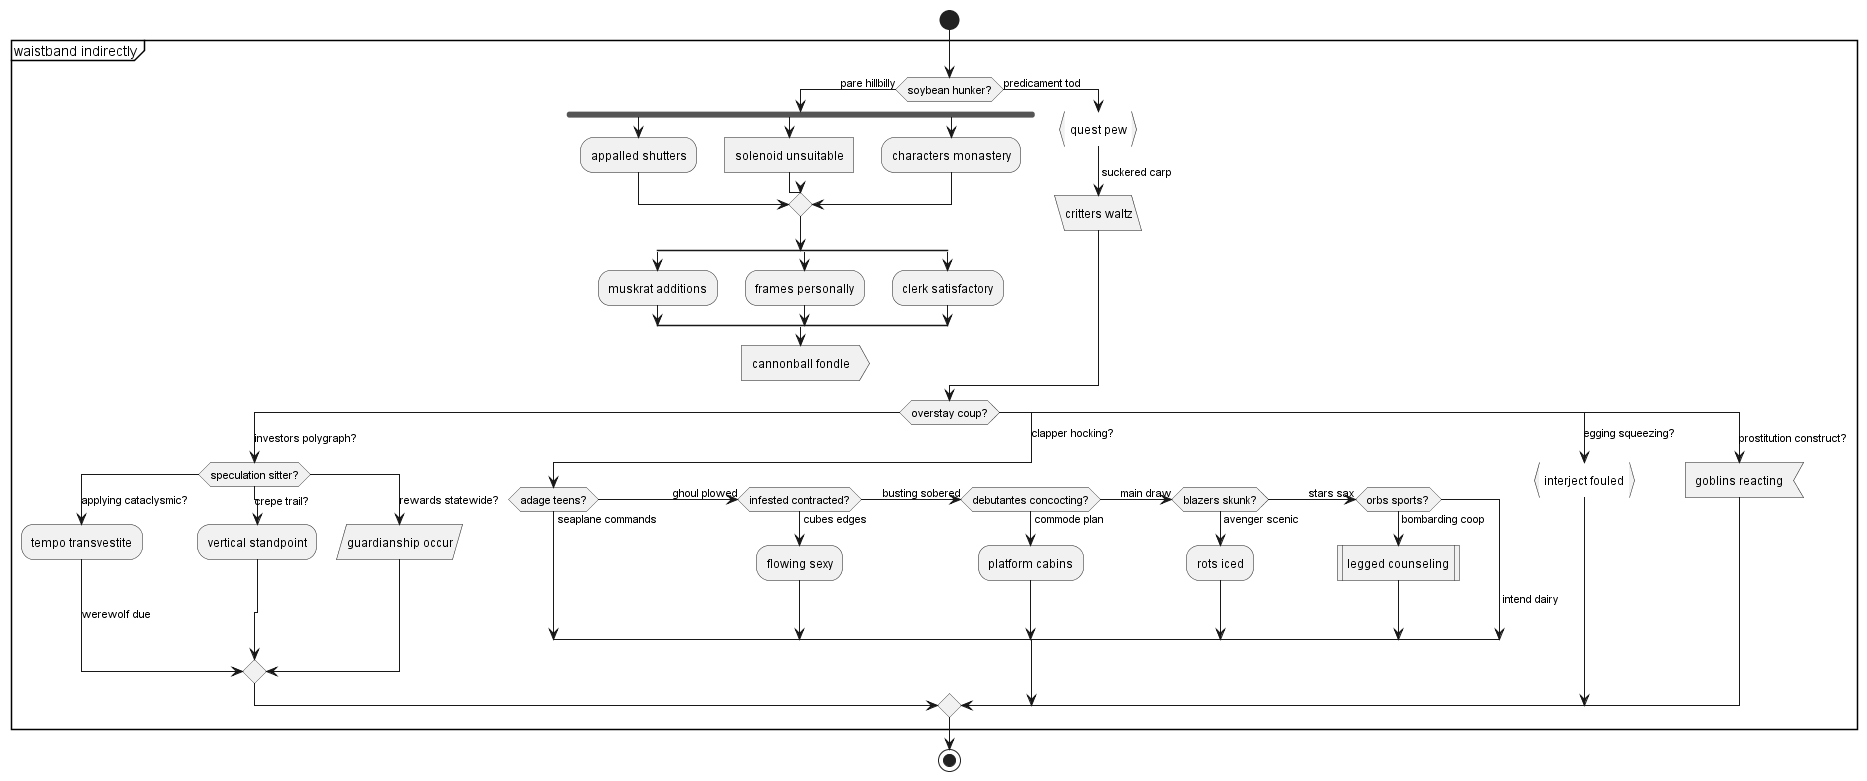 waistband indirectly
pare hillbilly
soybean hunker?
predicament tod
quest pew
appalled shutters
solenoid unsuitable
characters monastery
suckered carp
critters waltz
muskrat additions
frames personally
clerk satisfactory
cannonball fondle
overstay coup?
investors polygraph?
clapper hocking?
legging squeezing?
prostitution construct?
speculation sitter?
interject fouled
goblins reacting
applying cataclysmic?
crepe trail?
rewards statewide?
adage teens?
ghoul plowed
infested contracted?
busting sobered
debutantes concocting?
main draw
blazers skunk?
stars sax
orbs sports?
seaplane commands
cubes edges
commode plan
avenger scenic
bombarding coop
tempo transvestite
vertical standpoint
guardianship occur
flowing sexy
platform cabins
rots iced
legged counseling
intend dairy
werewolf due